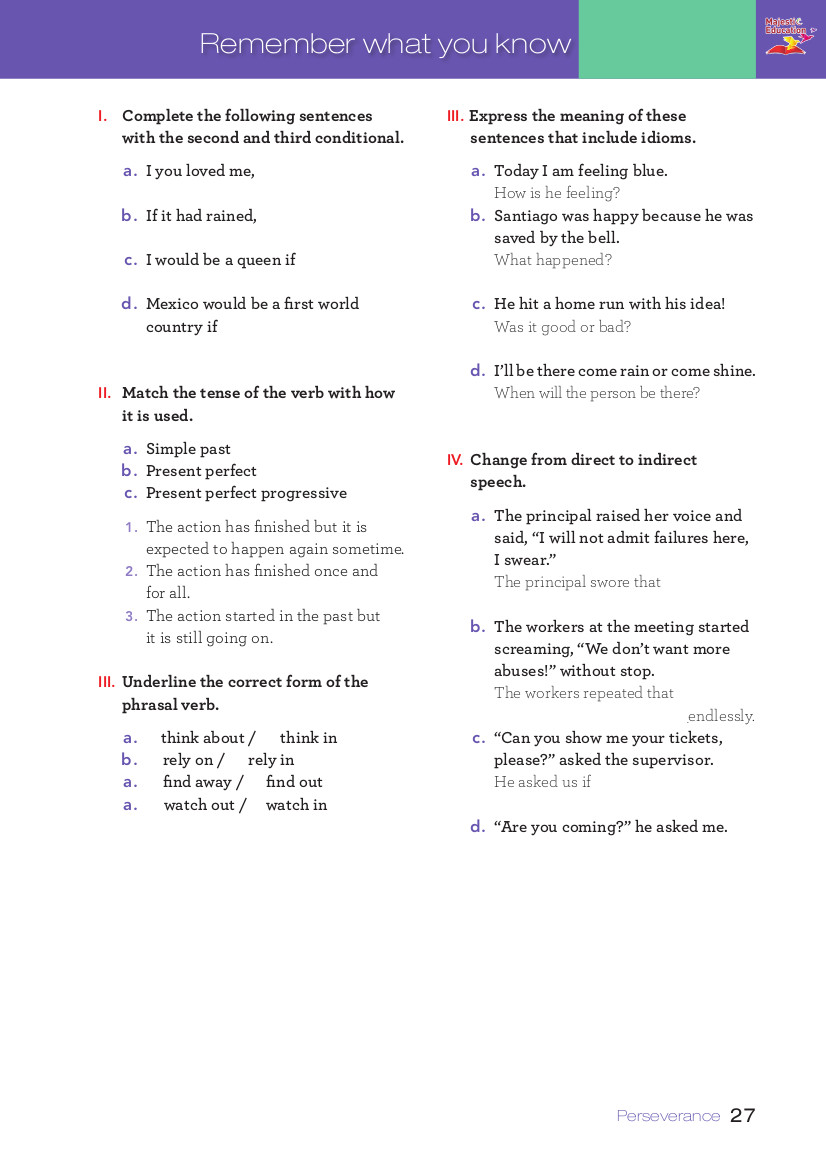 Remember what you know
Majestic
Education
I. Complete the following sentences
with the second and third conditional.
a. I you loved me,
b. If it had rained,
c. I would be a queen if
d. Mexico would be a first world
country if
II. Match the tense of the verb with how
it is used.
a. Simple past
b. Present perfect
c. Present perfect progressive
1. The action has finished but it is
expected to happen again sometime.
2. The action has finished once and
for all.
3. The action started in the past but
it is still going on.
III. Underline the correct form of the
phrasal verb.
a. think about / think in
b. rely on / rely in
a. find away / find out
a. watch out / watch in
III. Express the meaning of these
sentences that include idioms.
a. Today I am feeling blue.
How is he feeling?
b. Santiago was happy because he was
saved by the bell.
What happened?
c. He hit a home run with his idea!
Was it good or bad?
d. I'll be there come rain or come shine.
When will the person be there?
IV. Change from direct to indirect
speech.
a. The principal raised her voice and
said, “I will not admit failures here,
I swear.”
The principal swore that
b. The workers at the meeting started
screaming, “We don’t want more
abuses!” without stop.
The workers repeated that
endlessly.
c. “Can you show me your tickets,
please?” asked the supervisor.
He asked us if
d. “Are you coming?” he asked me.
Perseverance 27